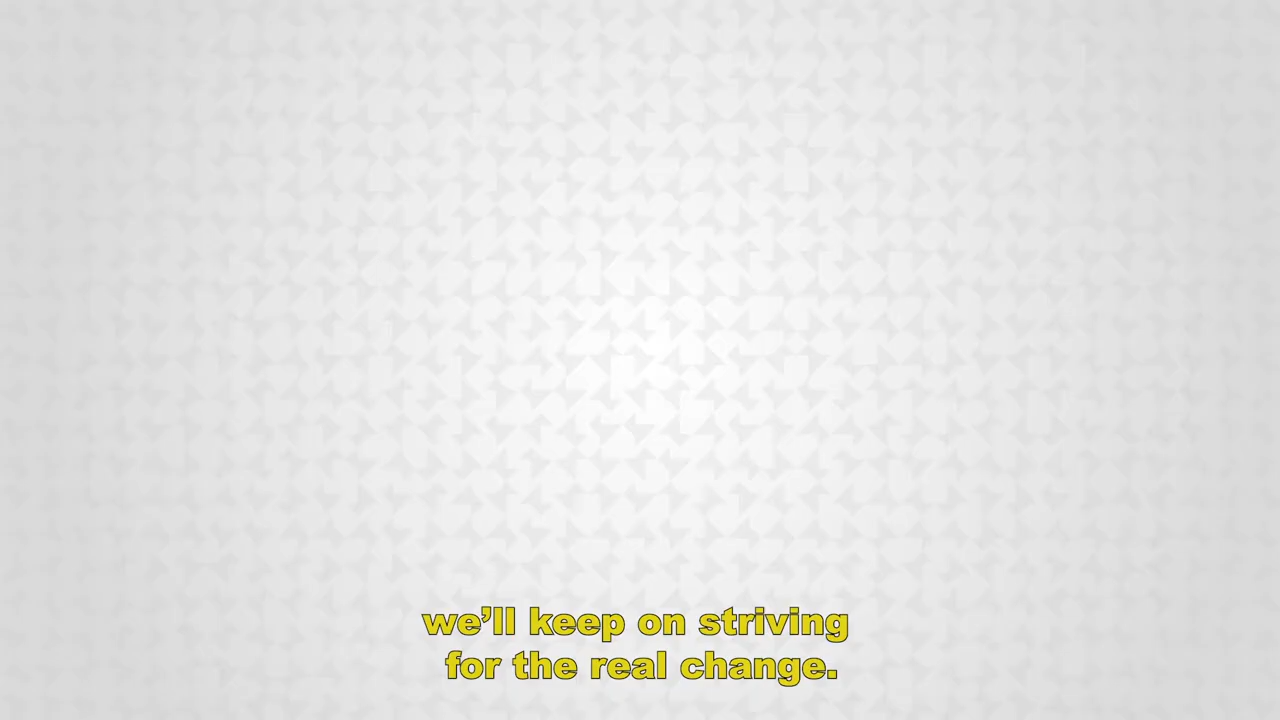 we’ll keep on striving
for the real change.